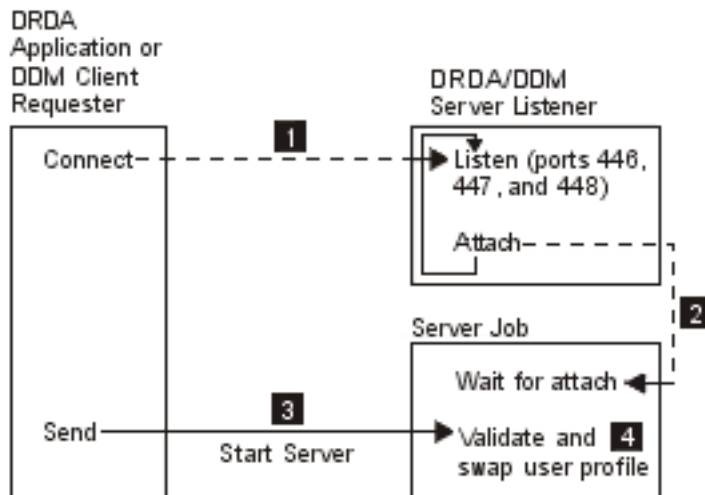 DRDA
Application or
DDM Client
Requester
DRDA/DDM
Server Listener
1
Connect
Listen (ports 446,
447, and 448)
Attach
2
Server Job
Wait for attach
3
Send
Start Server
Validate and 4
swap user profile